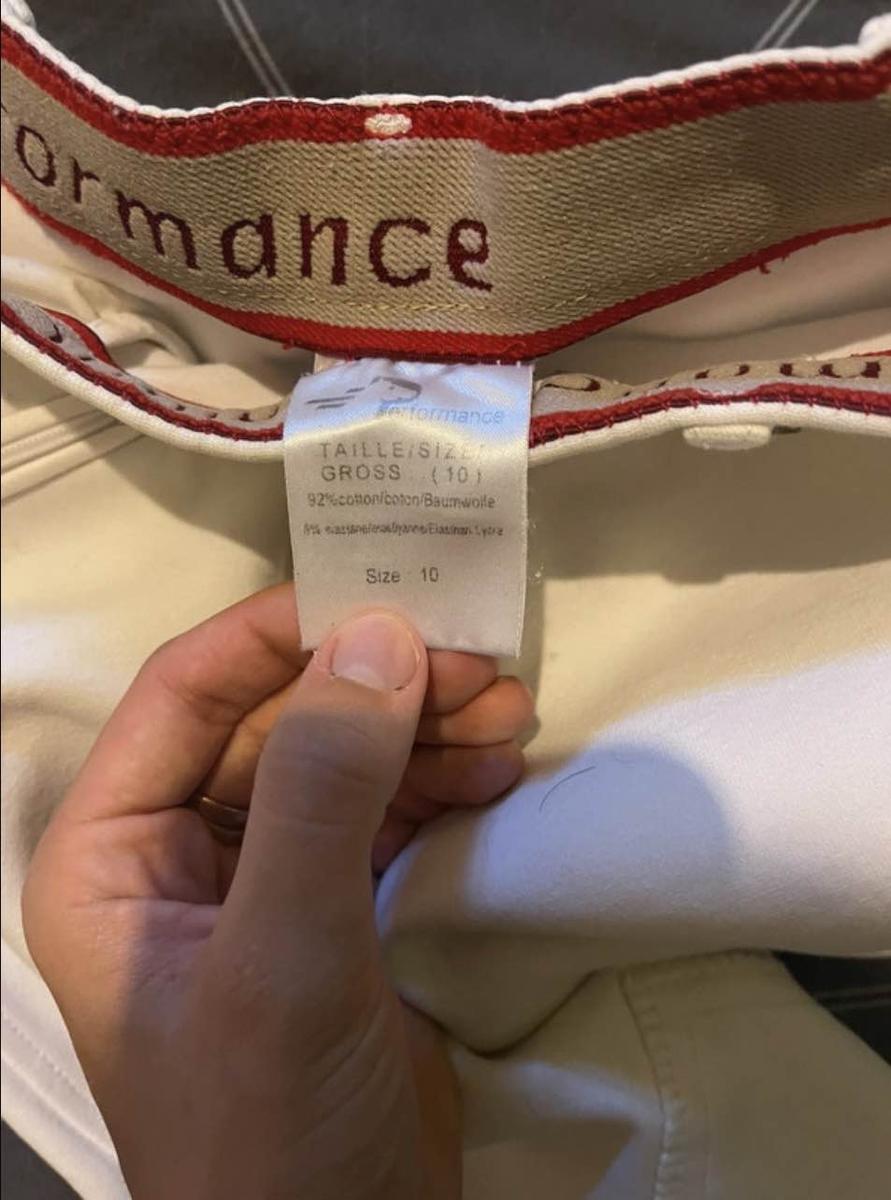 ormance
performance
TAILLE/SIZE/
GROSS (10)
92%cotton/coton/Baumwolle
Size 10